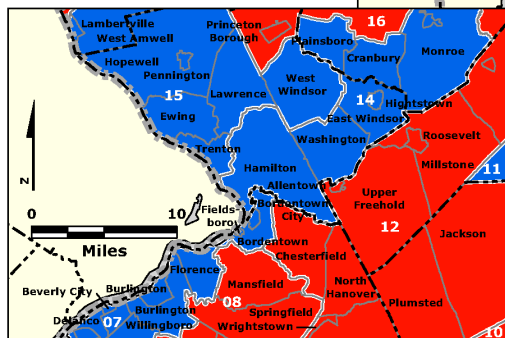 Lambertville
West Amwell
Princeton
Borough
16
Plainsboro
Monroe
Cranbury
Hopewell
Pennington
West
Windsor
15
Lawrence
14
Hightstown
Ewing
East Windsor
Washington
Roosevelt
Trenton
Millstone
Hamilton
11
Allentown
Upper
Freehold
Z
Fields-
boro
Bordentown
City
0
10
12
Miles
Jackson
Bordentown
Chesterfield
Florence
Mansfield
North
Hanover
Beverly City
Burlington
08
Plumsted
Burlington
Springfield
Delanco
07
Willingboro
Wrightstown
10